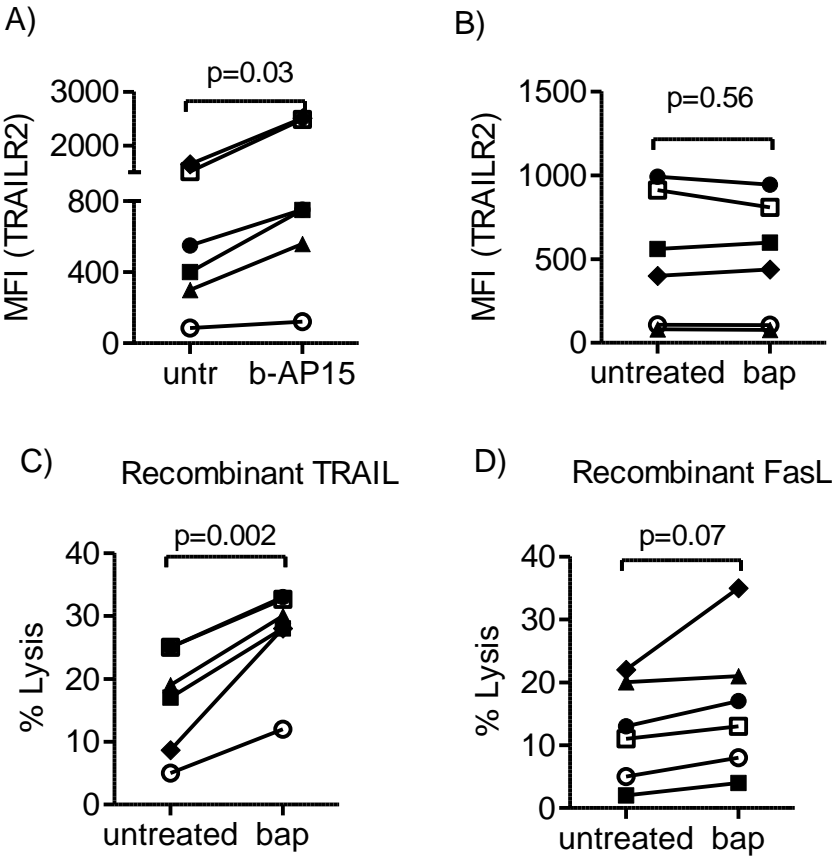 A)
p=0.03
MFI (TRAILR2)
3000
2000
800
400
0
untr b-AP15
B)
p=0.56
MFI (TRAILR2)
1500
1000
500
0
untreated bap
C)
Recombinant TRAIL
p=0.002
% Lysis
40
30
20
10
0
untreated bap
D)
Recombinant FasL
p=0.07
% Lysis
40
30
20
10
0
untreated bap